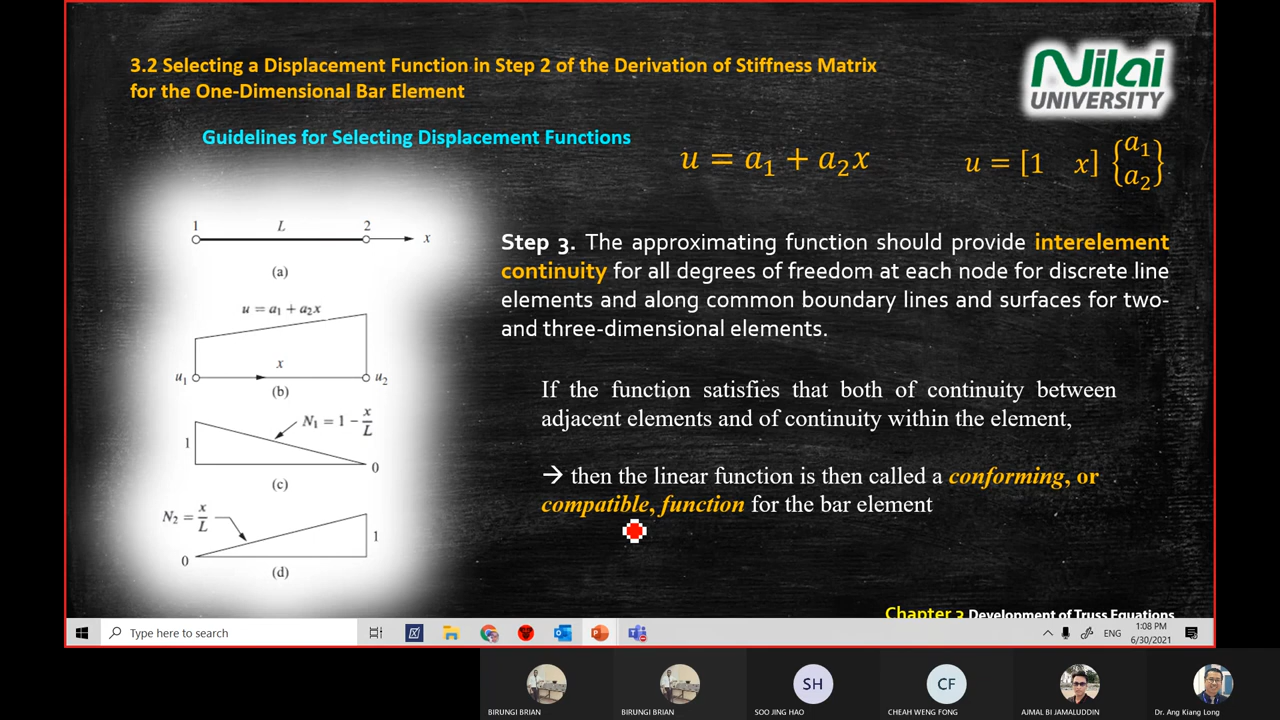 3.2 Selecting a Displacement Function in Step 2 of the Derivation of Stiffness Matrix
for the One-Dimensional Bar Element
Nilai
UNIVERSITY
Guidelines for Selecting Displacement Functions
u = a₁ + a₂x
u = [1 x] {a₁ a₂}
1 L 2 x
(a)
u = a₁ + a₂x
x
u₁ u₂
(b)
N₁ = 1 − x/L
1
0
(c)
N₂ = x/L
1
0
(d)
Step 3. The approximating function should provide interelement
continuity for all degrees of freedom at each node for discrete line
elements and along common boundary lines and surfaces for two-
and three-dimensional elements.
If the function satisfies that both of continuity between
adjacent elements and of continuity within the element,
→ then the linear function is then called a conforming, or
compatible, function for the bar element
Chapter 3 Development of Truss Equations
Type here to search
ENG
1:08 PM
6/30/2021
SH
CF
BIRUNGI BRIAN
BIRUNGI BRIAN
SOO JING HAO
CHEAH WENG FONG
AJMAL BI JAMALUDDIN
Dr. Ang Kiang Long